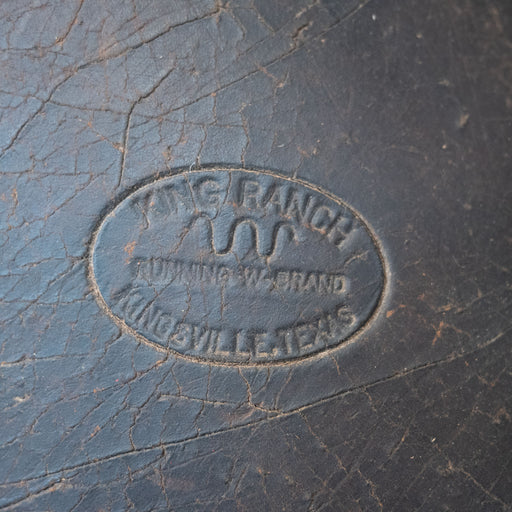 KING RANCH
RUNNING-W-BRAND
KINGSVILLE, TEXAS